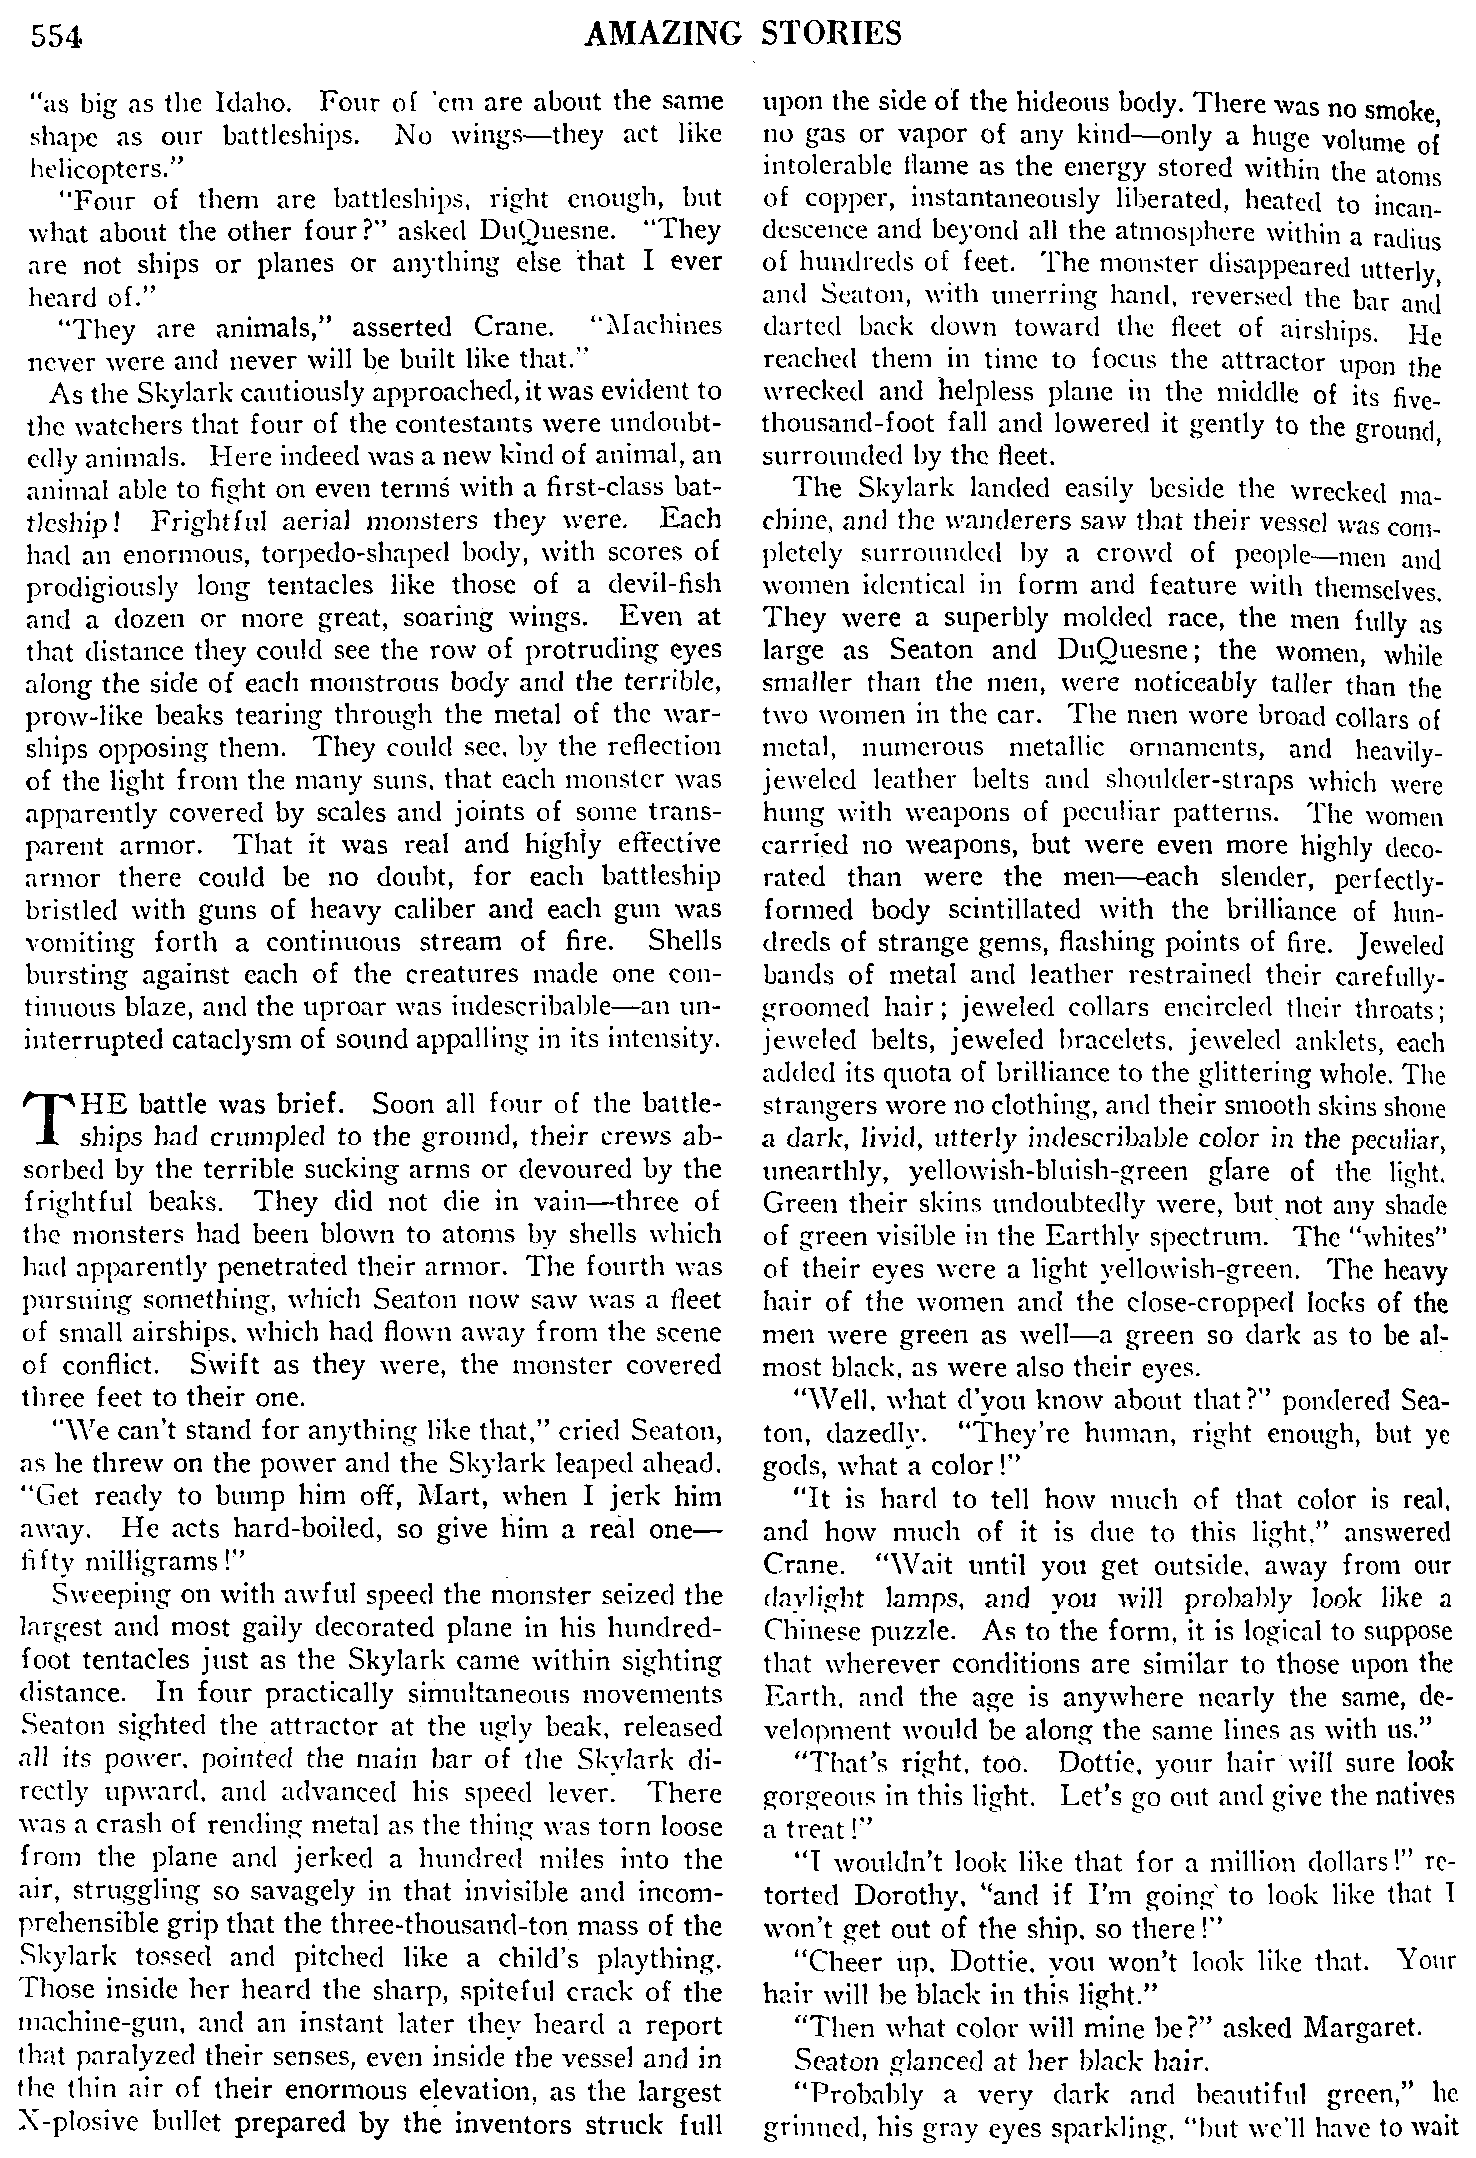 554
AMAZING STORIES
"as big as the Idaho. Four of 'em are about the same
shape as our battleships. No wings—they act like
helicopters."
"Four of them are battleships, right enough, but
what about the other four?" asked DuQuesne. "They
are not ships or planes or anything else that I ever
heard of."
"They are animals," asserted Crane. "Machines
never were and never will be built like that."
As the Skylark cautiously approached, it was evident to
the watchers that four of the contestants were undoubt-
edly animals. Here indeed was a new kind of animal, an
animal able to fight on even terms with a first-class bat-
tleship! Frightful aerial monsters they were. Each
had an enormous, torpedo-shaped body, with scores of
prodigiously long tentacles like those of a devil-fish
and a dozen or more great, soaring wings. Even at
that distance they could see the row of protruding eyes
along the side of each monstrous body and the terrible,
prow-like beaks tearing through the metal of the war-
ships opposing them. They could see, by the reflection
of the light from the many suns, that each monster was
apparently covered by scales and joints of some trans-
parent armor. That it was real and highly effective
armor there could be no doubt, for each battleship
bristled with guns of heavy caliber and each gun was
vomiting forth a continuous stream of fire. Shells
bursting against each of the creatures made one con-
tinuous blaze, and the uproar was indescribable—an un-
interrupted cataclysm of sound appalling in its intensity.
THE battle was brief. Soon all four of the battle-
ships had crumpled to the ground, their crews ab-
sorbed by the terrible sucking arms or devoured by the
frightful beaks. They did not die in vain—three of
the monsters had been blown to atoms by shells which
had apparently penetrated their armor. The fourth was
pursuing something, which Seaton now saw was a fleet
of small airships, which had flown away from the scene
of conflict. Swift as they were, the monster covered
three feet to their one.
"We can't stand for anything like that," cried Seaton,
as he threw on the power and the Skylark leaped ahead.
"Get ready to bump him off, Mart, when I jerk him
away. He acts hard-boiled, so give him a real one—
fifty milligrams!"
Sweeping on with awful speed the monster seized the
largest and most gaily decorated plane in his hundred-
foot tentacles just as the Skylark came within sighting
distance. In four practically simultaneous movements
Seaton sighted the attractor at the ugly beak, released
all its power, pointed the main bar of the Skylark di-
rectly upward, and advanced his speed lever. There
was a crash of rending metal as the thing was torn loose
from the plane and jerked a hundred miles into the
air, struggling so savagely in that invisible and incom-
prehensible grip that the three-thousand-ton mass of the
Skylark tossed and pitched like a child's plaything.
Those inside her heard the sharp, spiteful crack of the
machine-gun, and an instant later they heard a report
that paralyzed their senses, even inside the vessel and in
the thin air of their enormous elevation, as the largest
X-plosive bullet prepared by the inventors struck full
upon the side of the hideous body. There was no smoke,
no gas or vapor of any kind—only a huge volume of
intolerable flame as the energy stored within the atoms
of copper, instantaneously liberated, heated to incan-
descence and beyond all the atmosphere within a radius
of hundreds of feet. The monster disappeared utterly,
and Seaton, with unerring hand, reversed the bar and
darted back down toward the fleet of airships. He
reached them in time to focus the attractor upon the
wrecked and helpless plane in the middle of its five-
thousand-foot fall and lowered it gently to the ground,
surrounded by the fleet.
The Skylark landed easily beside the wrecked ma-
chine, and the wanderers saw that their vessel was com-
pletely surrounded by a crowd of people—men and
women identical in form and feature with themselves.
They were a superbly molded race, the men fully as
large as Seaton and DuQuesne; the women, while
smaller than the men, were noticeably taller than the
two women in the car. The men wore broad collars of
metal, numerous metallic ornaments, and heavily-
jeweled leather belts and shoulder-straps which were
hung with weapons of peculiar patterns. The women
carried no weapons, but were even more highly deco-
rated than were the men—each slender, perfectly-
formed body scintillated with the brilliance of hun-
dreds of strange gems, flashing points of fire. Jeweled
bands of metal and leather restrained their carefully-
groomed hair; jeweled collars encircled their throats;
jeweled belts, jeweled bracelets, jeweled anklets, each
added its quota of brilliance to the glittering whole. The
strangers wore no clothing, and their smooth skins shone
a dark, livid, utterly indescribable color in the peculiar,
unearthly, yellowish-bluish-green glare of the light.
Green their skins undoubtedly were, but not any shade
of green visible in the Earthly spectrum. The "whites"
of their eyes were a light yellowish-green. The heavy
hair of the women and the close-cropped locks of the
men were green as well—a green so dark as to be al-
most black, as were also their eyes.
"Well, what d'you know about that?" pondered Sea-
ton, dazedly. "They're human, right enough, but ye
gods, what a color!"
"It is hard to tell how much of that color is real,
and how much of it is due to this light," answered
Crane. "Wait until you get outside, away from our
daylight lamps, and you will probably look like a
Chinese puzzle. As to the form, it is logical to suppose
that wherever conditions are similar to those upon the
Earth, and the age is anywhere nearly the same, de-
velopment would be along the same lines as with us."
"That's right, too. Dottie, your hair will sure look
gorgeous in this light. Let's go out and give the natives
a treat!"
"I wouldn't look like that for a million dollars!" re-
torted Dorothy, "and if I'm going to look like that I
won't get out of the ship, so there!"
"Cheer up, Dottie, you won't look like that. Your
hair will be black in this light."
"Then what color will mine be?" asked Margaret.
Seaton glanced at her black hair.
"Probably a very dark and beautiful green," he
grinned, his gray eyes sparkling, "but we'll have to wait